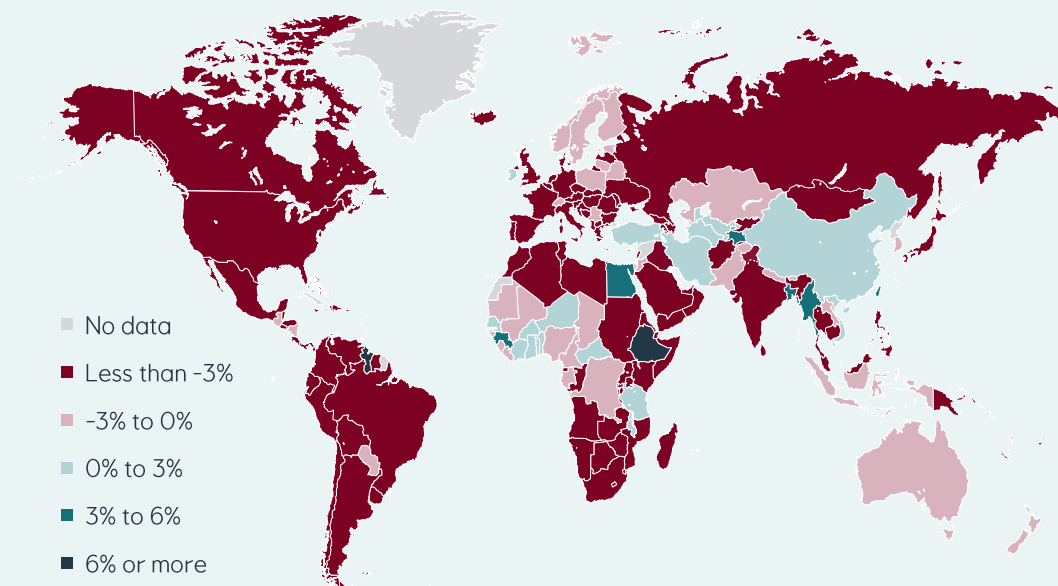 No data
Less than -3%
-3% to 0%
0% to 3%
3% to 6%
6% or more